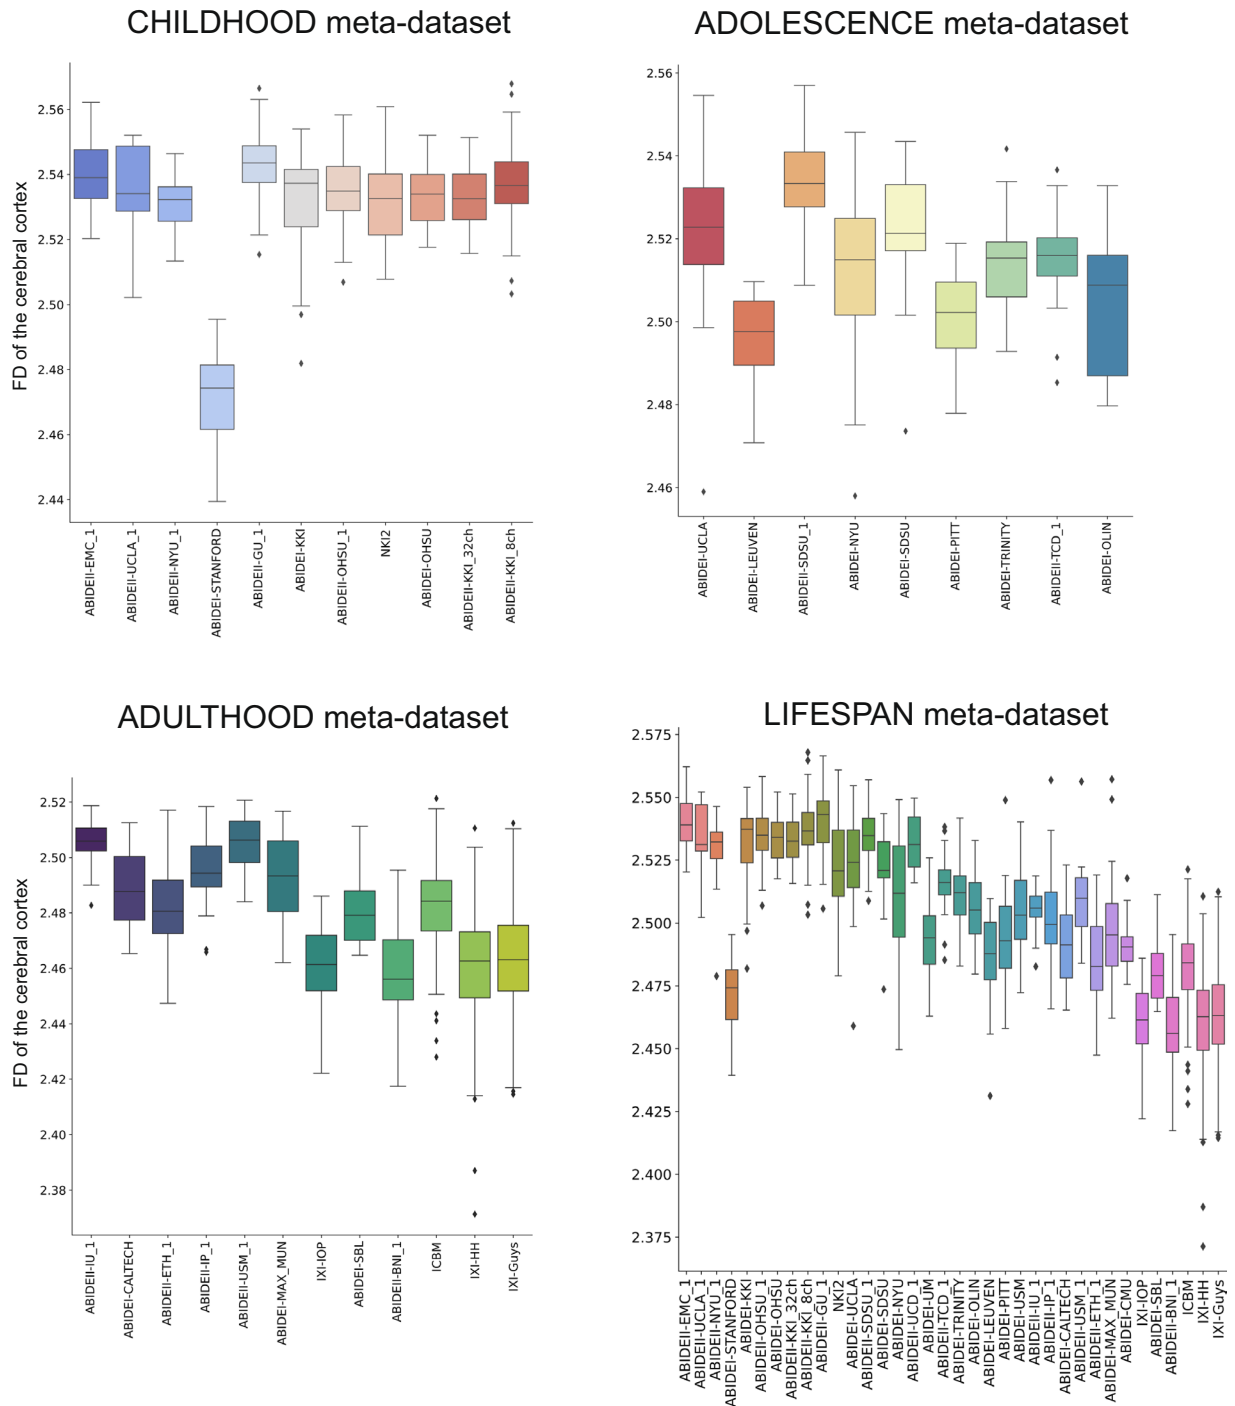 CHILDHOOD meta-dataset
FD of the cerebral cortex
2.56
2.54
2.52
2.50
2.48
2.46
2.44
ABIDEII-EMC_1
ABIDEII-UCLA_1
ABIDEII-NYU_1
ABIDEI-STANFORD
ABIDEII-GU_1
ABIDEI-KKI
ABIDEII-OHSU_1
NKI2
ABIDEI-OHSU
ABIDEII-KKI_32ch
ABIDEII-KKI_8ch
ADOLESCENCE meta-dataset
2.56
2.54
2.52
2.50
2.48
2.46
ABIDEI-UCLA
ABIDEI-LEUVEN
ABIDEII-SDSU_1
ABIDEI-NYU
ABIDEI-SDSU
ABIDEI-PITT
ABIDEI-TRINITY
ABIDEII-TCD_1
ABIDEI-OLIN
ADULTHOOD meta-dataset
FD of the cerebral cortex
2.52
2.50
2.48
2.46
2.44
2.42
2.40
2.38
ABIDEII-IU_1
ABIDEI-CALTECH
ABIDEII-ETH_1
ABIDEII-IP_1
ABIDEII-USM_1
ABIDEI-MAX_MUN
IXI-IOP
ABIDEI-SBL
ABIDEII-BNI_1
ICBM
IXI-HH
IXI-Guys
LIFESPAN meta-dataset
2.575
2.550
2.525
2.500
2.475
2.450
2.425
2.400
2.375
ABIDEII-EMC_1
ABIDEII-UCLA_1
ABIDEII-NYU_1
ABIDEI-STANFORD
ABIDEI-KKI
ABIDEII-OHSU_1
ABIDEI-OHSU
ABIDEII-KKI_32ch
ABIDEII-KKI_8ch
ABIDEII-GU_1
NKI2
ABIDEI-UCLA
ABIDEII-SDSU_1
ABIDEI-SDSU
ABIDEI-NYU
ABIDEII-UCD_1
ABIDEI-UM
ABIDEII-TCD_1
ABIDEI-TRINITY
ABIDEI-OLIN
ABIDEI-LEUVEN
ABIDEI-PITT
ABIDEI-USM
ABIDEII-IU_1
ABIDEII-IP_1
ABIDEI-CALTECH
ABIDEII-USM_1
ABIDEII-ETH_1
ABIDEI-MAX_MUN
ABIDEI-CMU
IXI-IOP
ABIDEI-SBL
ABIDEII-BNI_1
ICBM
IXI-HH
IXI-Guys